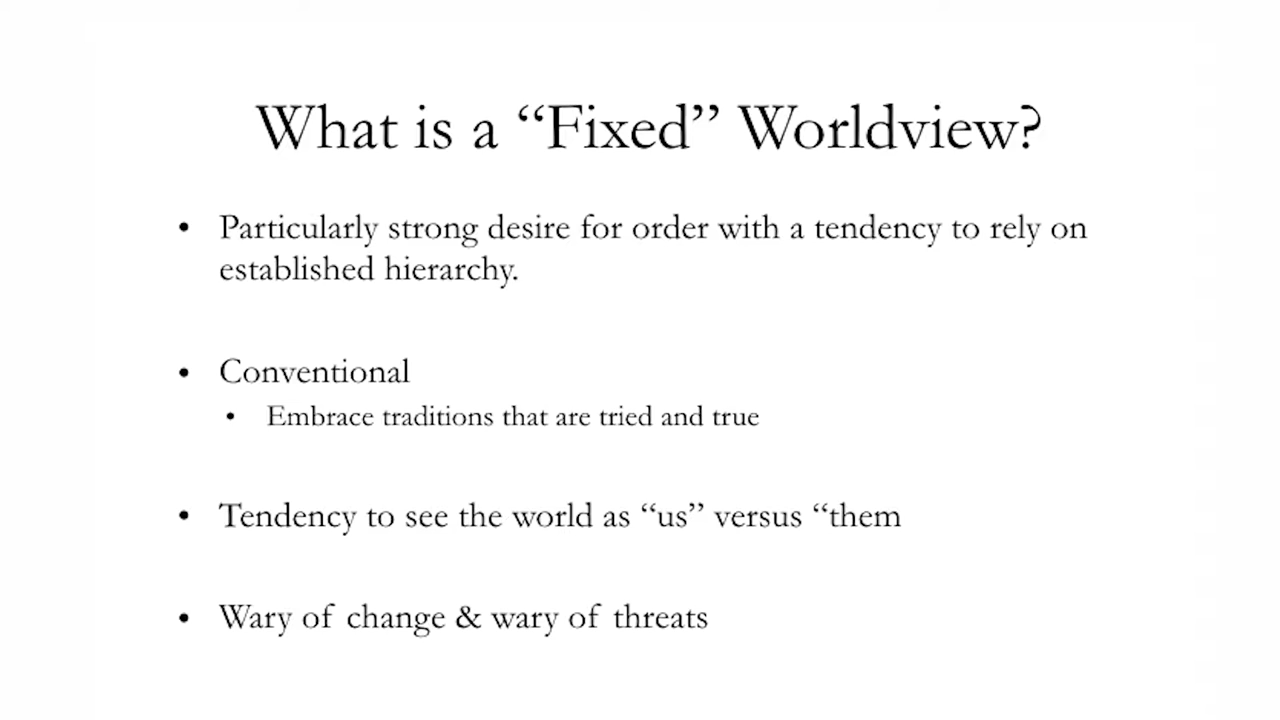 What is a “Fixed” Worldview?
• Particularly strong desire for order with a tendency to rely on
established hierarchy.
• Conventional
• Embrace traditions that are tried and true
• Tendency to see the world as “us” versus “them
• Wary of change & wary of threats